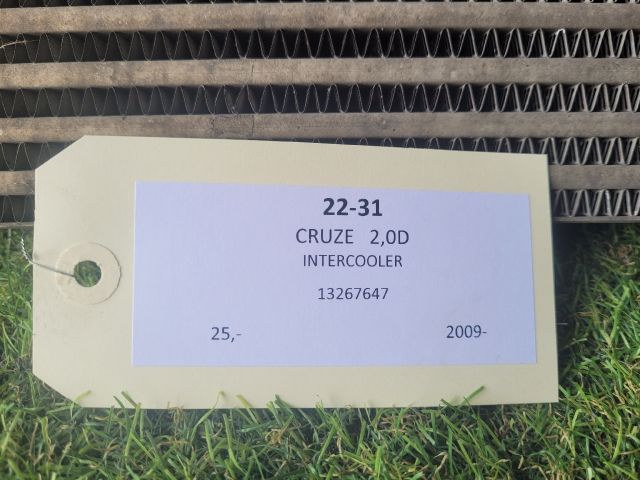 22-31
CRUZE 2,0D
INTERCOOLER
13267647
25,- 2009-